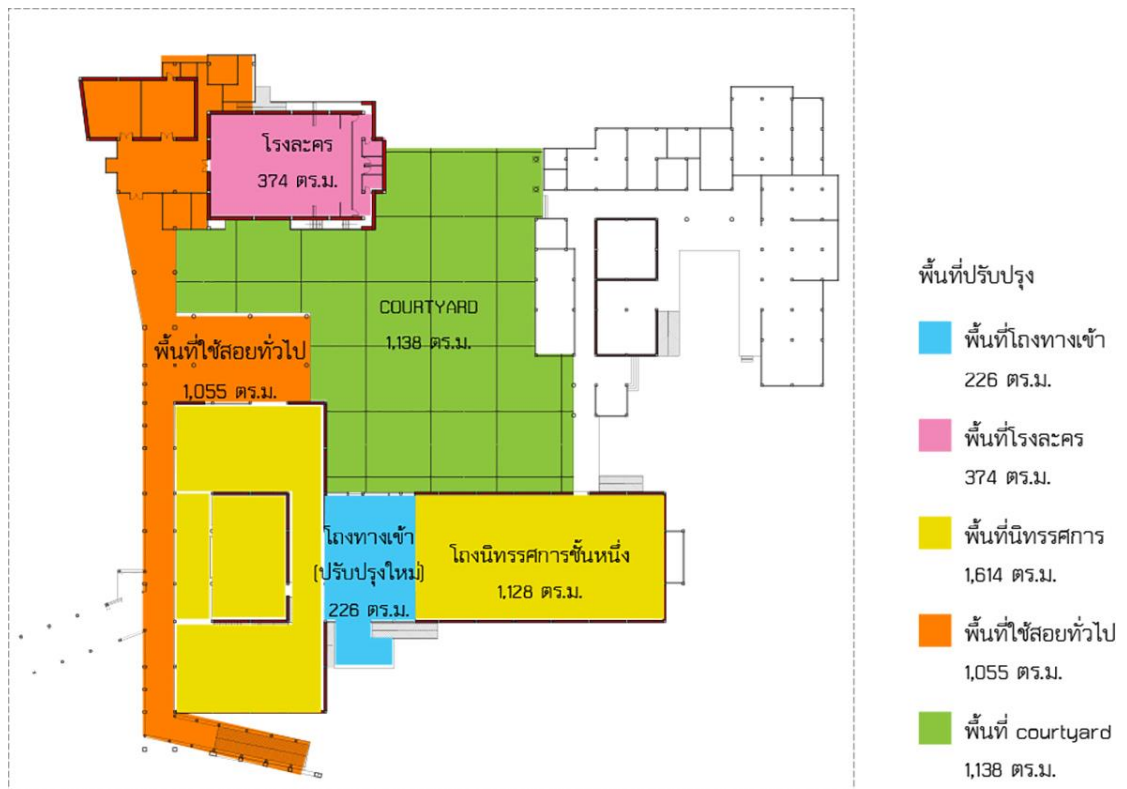 โรงละคร
374 ตร.ม.
COURTYARD
1,138 ตร.ม.
พื้นที่ใช้สอยทั่วไป
1,055 ตร.ม.
โถงทางเข้า
(ปรับปรุงใหม่)
226 ตร.ม.
โถงนิทรรศการชั้นหนึ่ง
1,128 ตร.ม.
พื้นที่ปรับปรุง
พื้นที่โถงทางเข้า
226 ตร.ม.
พื้นที่โรงละคร
374 ตร.ม.
พื้นที่นิทรรศการ
1,614 ตร.ม.
พื้นที่ใช้สอยทั่วไป
1,055 ตร.ม.
พื้นที่ courtyard
1,138 ตร.ม.